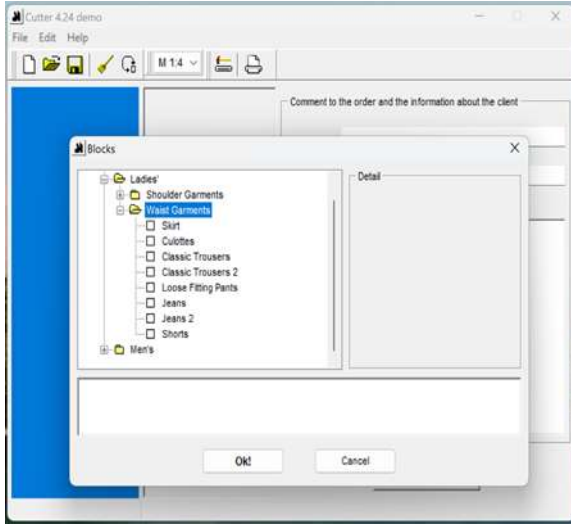 Cutter 4.24 demo
File Edit Help
M 1:4
Comment to the order and the information about the client
Blocks
Ladies'
Shoulder Garments
Waist Garments
Skirt
Culottes
Classic Trousers
Classic Trousers 2
Loose Fitting Pants
Jeans
Jeans 2
Shorts
Men's
Detail
Ok!
Cancel